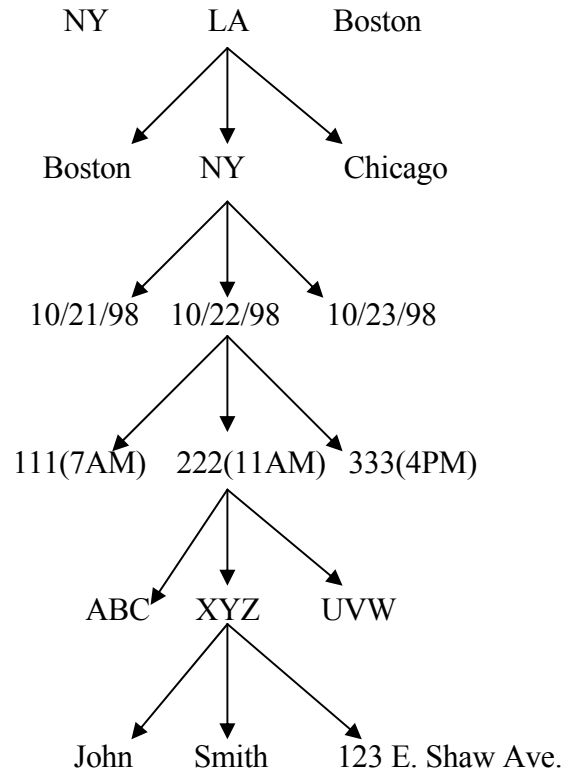 NY LA Boston
Boston NY Chicago
10/21/98 10/22/98 10/23/98
111(7AM) 222(11AM) 333(4PM)
ABC XYZ UVW
John Smith 123 E. Shaw Ave.